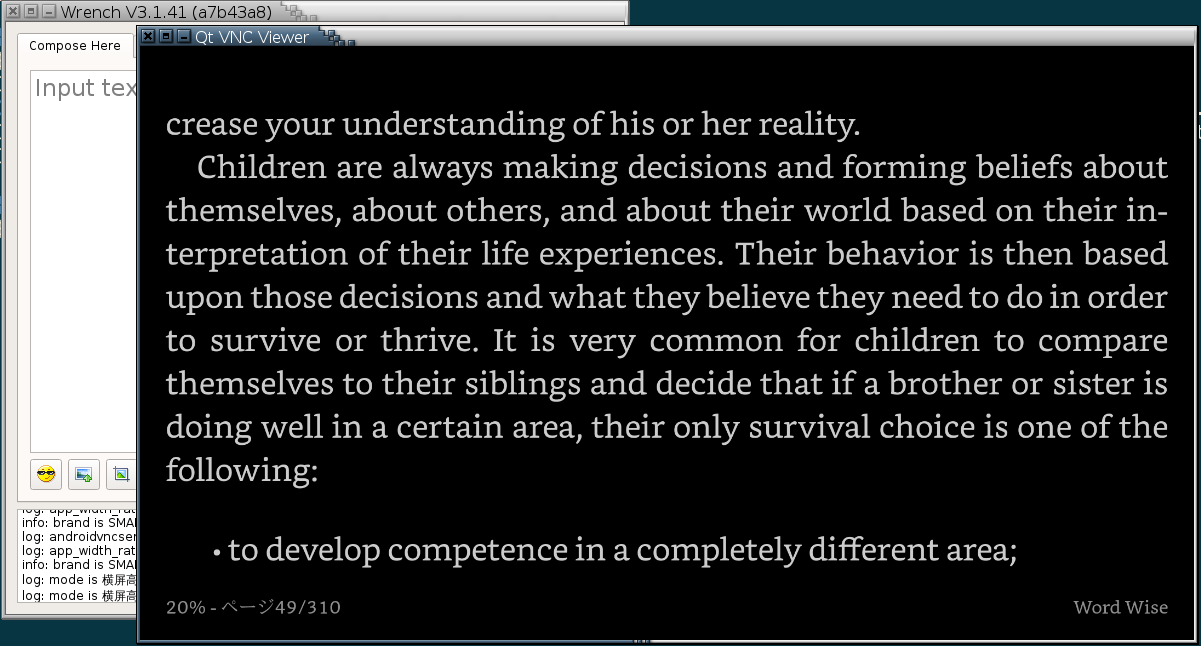 Wrench V3.1.41 (a7b43a8)
Compose Here
Input tex
Qt VNC Viewer
crease your understanding of his or her reality.
Children are always making decisions and forming beliefs about
themselves, about others, and about their world based on their in-
terpretation of their life experiences. Their behavior is then based
upon those decisions and what they believe they need to do in order
to survive or thrive. It is very common for children to compare
themselves to their siblings and decide that if a brother or sister is
doing well in a certain area, their only survival choice is one of the
following:
• to develop competence in a completely different area;
20% - ページ49/310
Word Wise
log: app_width_rat
info: brand is SMA
log: androidvncser
log: app_width_rat
info: brand is SMA
log: mode is 横屏高
log: mode is 横屏高